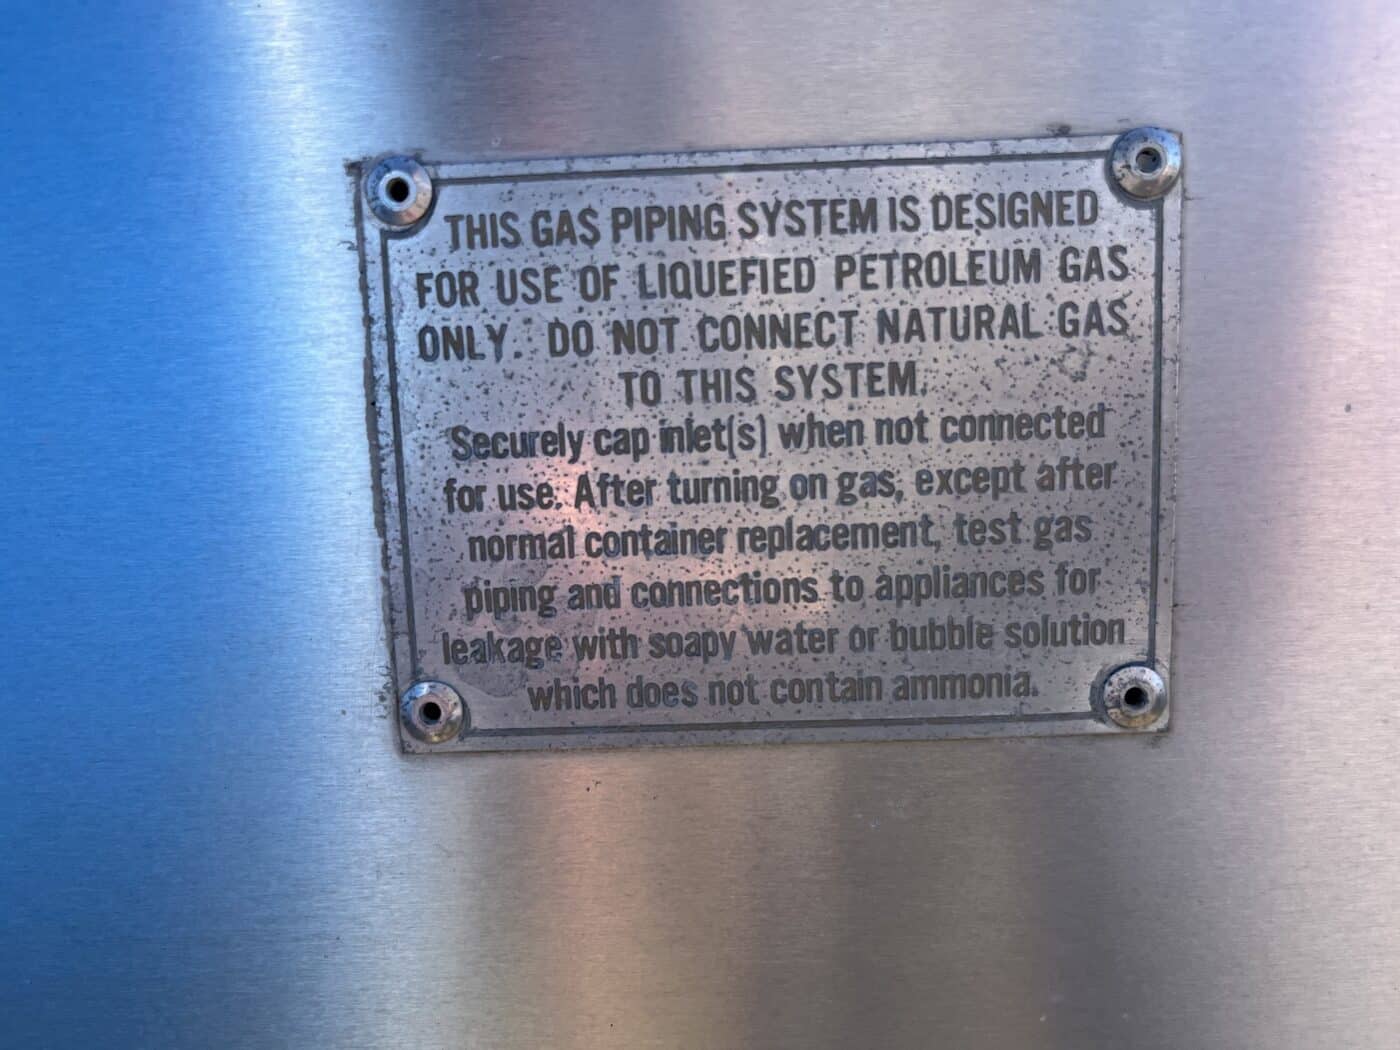 THIS GAS PIPING SYSTEM IS DESIGNED
FOR USE OF LIQUEFIED PETROLEUM GAS
ONLY. DO NOT CONNECT NATURAL GAS
TO THIS SYSTEM.
Securely cap inlet(s) when not connected
for use. After turning on gas, except after
normal container replacement, test gas
piping and connections to appliances for
leakage with soapy water or bubble solution
which does not contain ammonia.